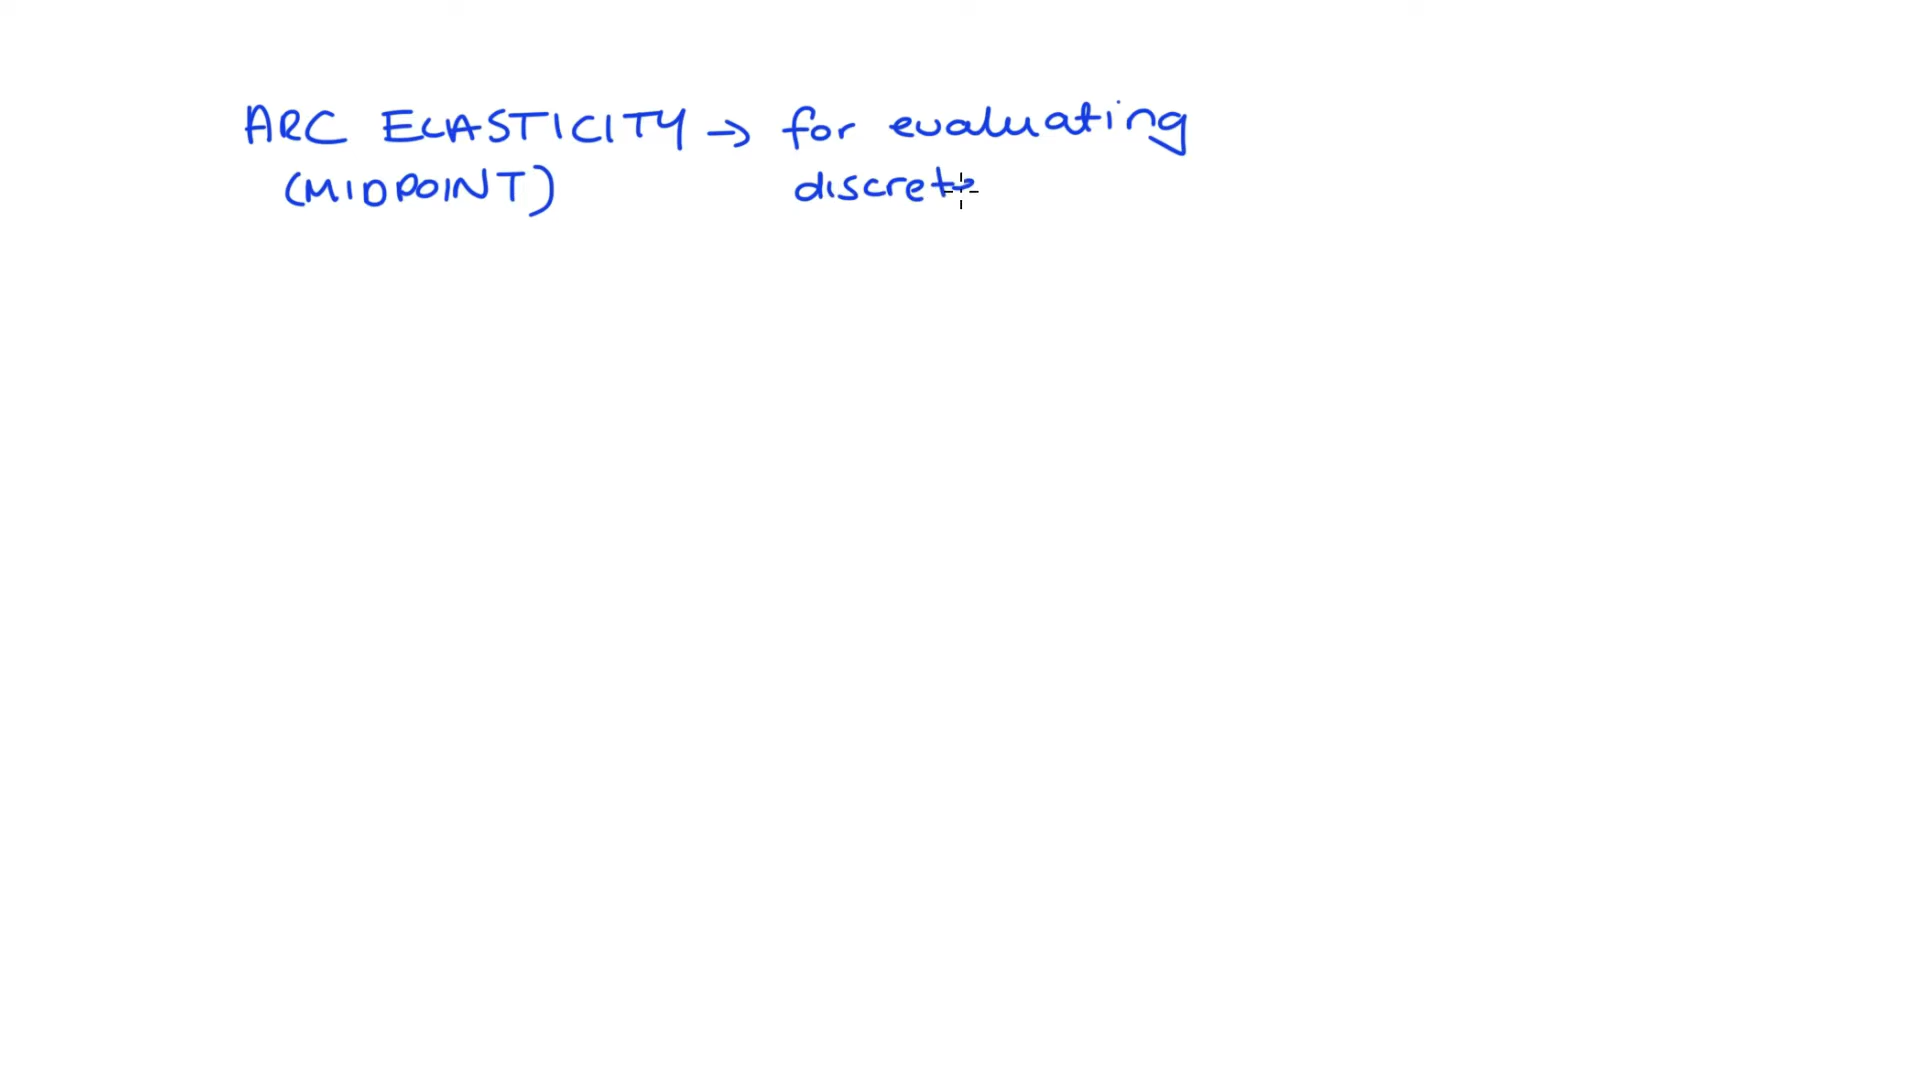 ARC ELASTICITY → for evaluating
(MIDPOINT) discrete